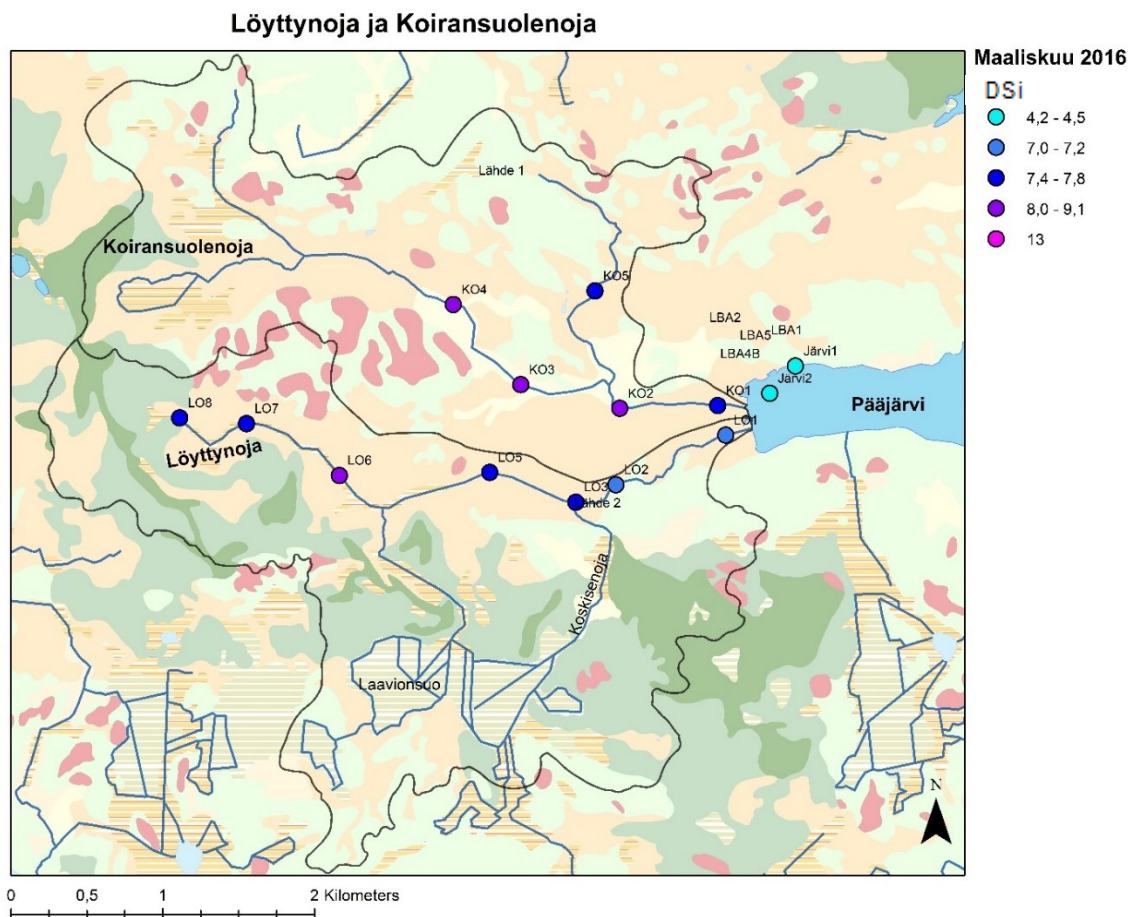 Löyttynoja ja Koiransuolenoja
Maaliskuu 2016
DSi
4,2 - 4,5
7,0 - 7,2
7,4 - 7,8
8,0 - 9,1
13
Lähde 1
Koiransuolenoja
KO4
KO5
LBA2
LBA5
LBA1
LBA4B
Järvi1
KO3
Järvi2
KO2
KO1
Pääjärvi
LO8
LO7
LO1
Löyttynoja
LO6
LO5
LO2
LO3
Lähde 2
Koskisenoja
Laavionsuo
N
0
0,5
1
2 Kilometers